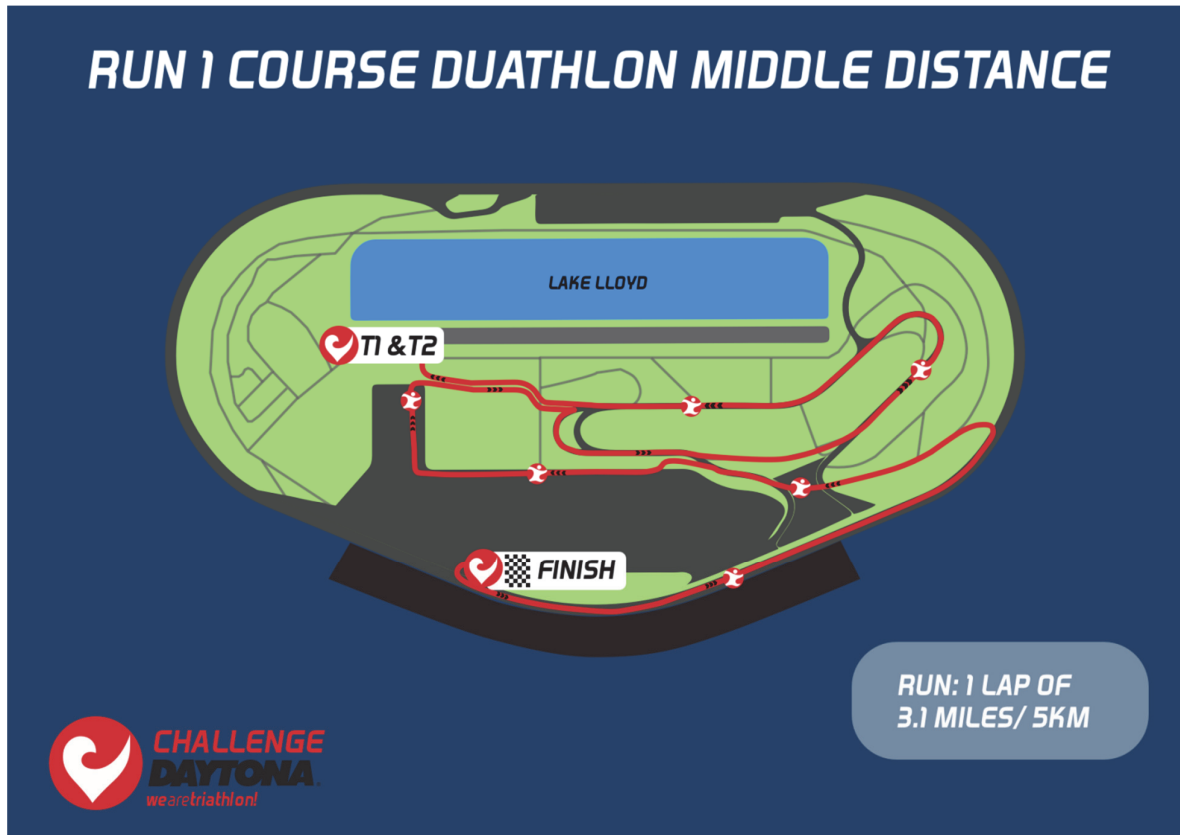 RUN 1 COURSE DUATHLON MIDDLE DISTANCE
LAKE LLOYD
T1 & T2
FINISH
RUN: 1 LAP OF
3.1 MILES/ 5KM
CHALLENGE
DAYTONA
wearetriathlon!